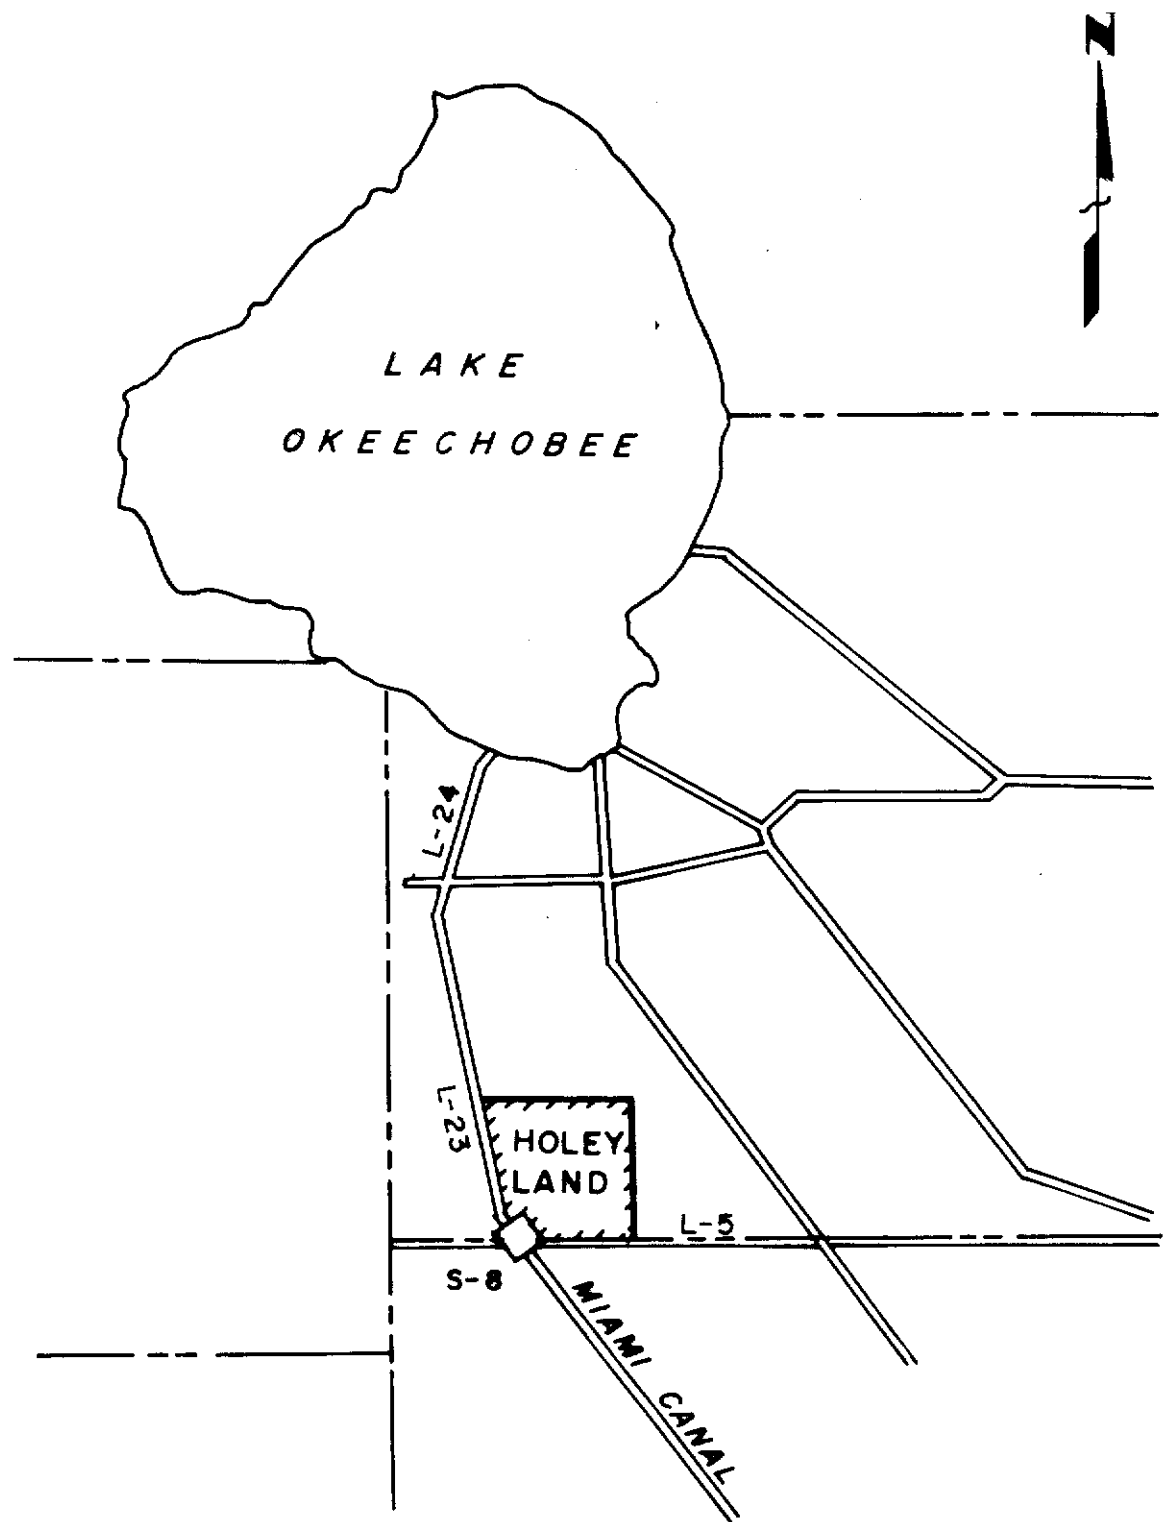 N
LAKE
OKEECHOBEE
L-24
L-23
HOLEY
LAND
L-5
S-8
MIAMI CANAL